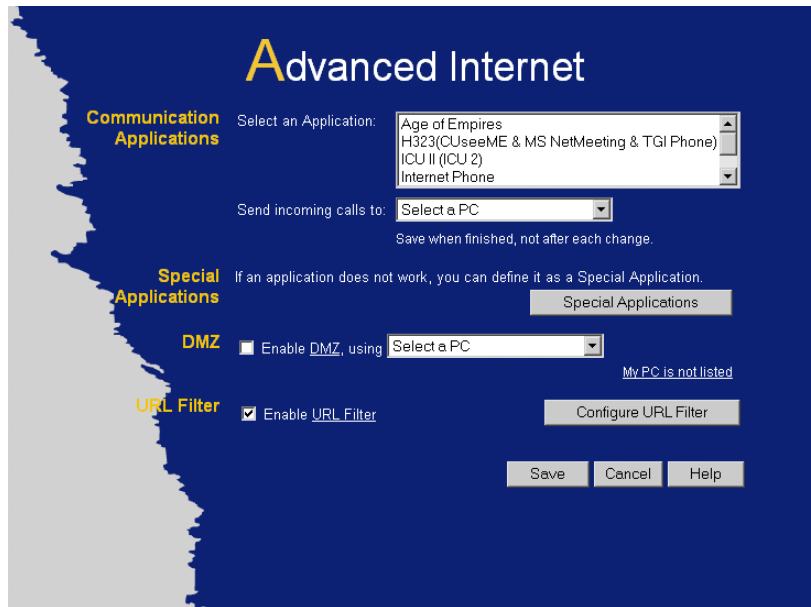 Advanced Internet
Communication
Applications
Select an Application:
Age of Empires
H323(CUseeME & MS NetMeeting & TGI Phone)
ICU II (ICU 2)
Internet Phone
Send incoming calls to:
Select a PC
Save when finished, not after each change.
Special
Applications
If an application does not work, you can define it as a Special Application.
Special Applications
DMZ
Enable DMZ, using
Select a PC
My PC is not listed
URL Filter
Enable URL Filter
Configure URL Filter
Save
Cancel
Help